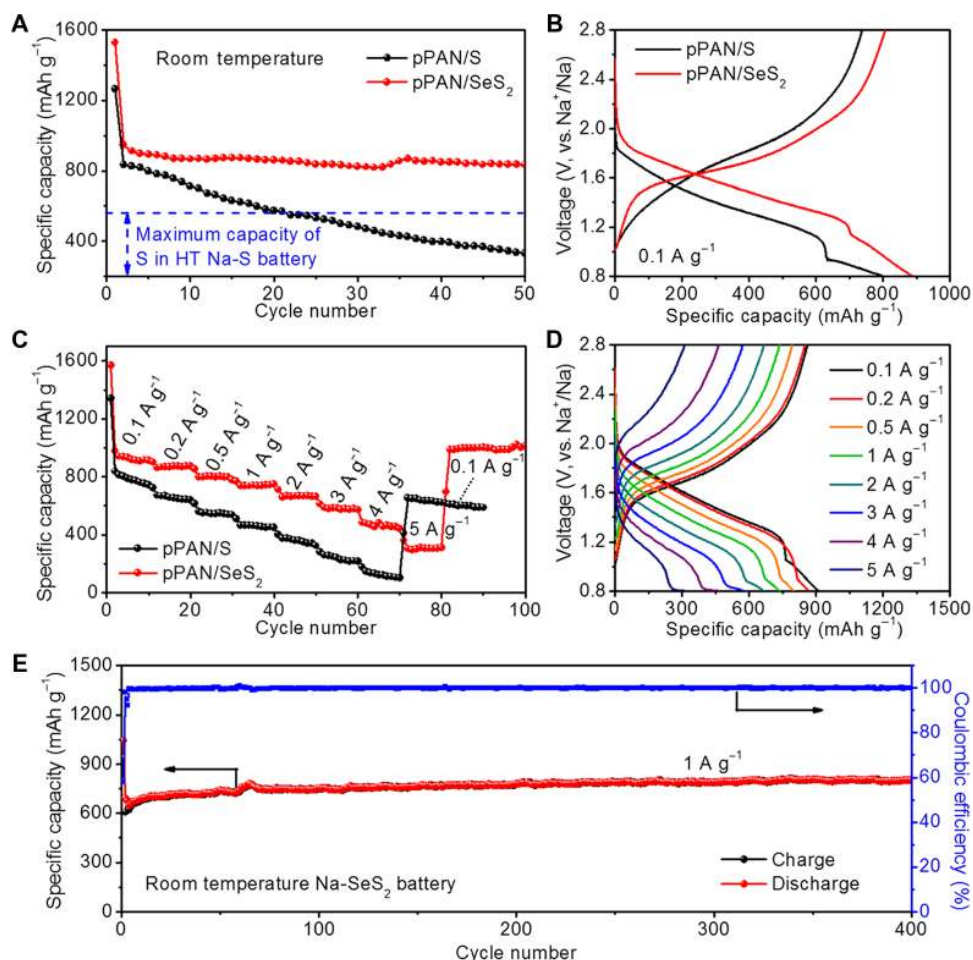 A
1600
1200
800
400
Specific capacity (mAh g⁻¹)
Room temperature
pPAN/S
pPAN/SeS₂
Maximum capacity of
S in HT Na-S battery
0 10 20 30 40 50
Cycle number
B
2.8
2.4
2.0
1.6
1.2
0.8
Voltage (V, vs. Na⁺/Na)
pPAN/S
pPAN/SeS₂
0.1 A g⁻¹
0 200 400 600 800 1000
Specific capacity (mAh g⁻¹)
C
1600
1200
800
400
0
Specific capacity (mAh g⁻¹)
0.1 A g⁻¹
0.2 A g⁻¹
0.5 A g⁻¹
1 A g⁻¹
2 A g⁻¹
3 A g⁻¹
4 A g⁻¹
5 A g⁻¹
0.1 A g⁻¹
pPAN/S
pPAN/SeS₂
0 20 40 60 80 100
Cycle number
D
2.8
2.4
2.0
1.6
1.2
0.8
Voltage (V, vs. Na⁺/Na)
0.1 A g⁻¹
0.2 A g⁻¹
0.5 A g⁻¹
1 A g⁻¹
2 A g⁻¹
3 A g⁻¹
4 A g⁻¹
5 A g⁻¹
0 300 600 900 1200 1500
Specific capacity (mAh g⁻¹)
E
1500
1200
900
600
300
0
Specific capacity (mAh g⁻¹)
1 A g⁻¹
Room temperature Na-SeS₂ battery
Charge
Discharge
100
80
60
40
20
0
Coulombic efficiency (%)
0 100 200 300 400
Cycle number